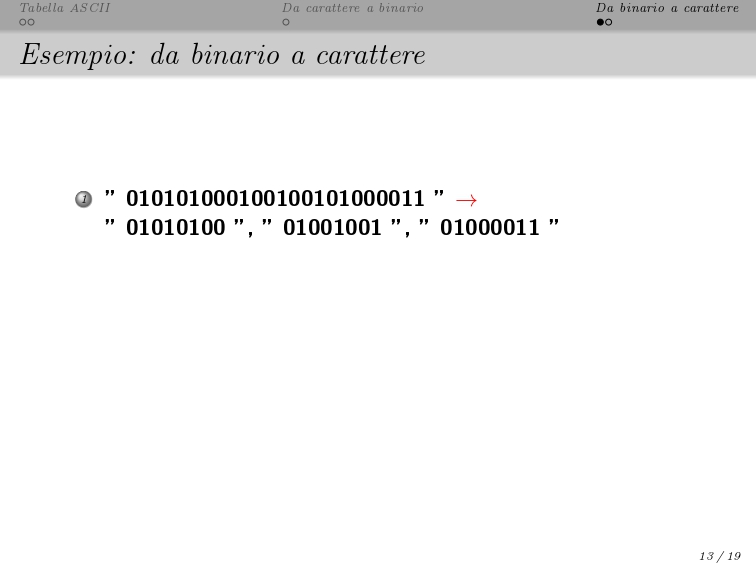 Tabella ASCII
Da carattere a binario
Da binario a carattere
Esempio: da binario a carattere
1 " 010101000100100101000011 " →
" 01010100 ", " 01001001 ", " 01000011 "
13 / 19